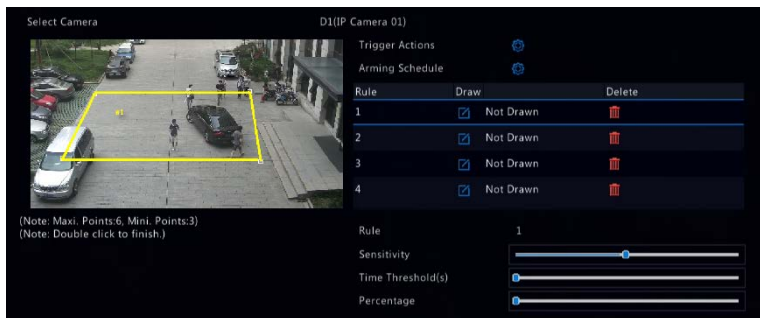 Select Camera D1(IP Camera 01)
Trigger Actions
Arming Schedule
Rule Draw Delete
#1
1 Not Drawn
2 Not Drawn
3 Not Drawn
4 Not Drawn
(Note: Maxi. Points:6, Mini. Points:3)
(Note: Double click to finish.)
Rule 1
Sensitivity
Time Threshold(s)
Percentage